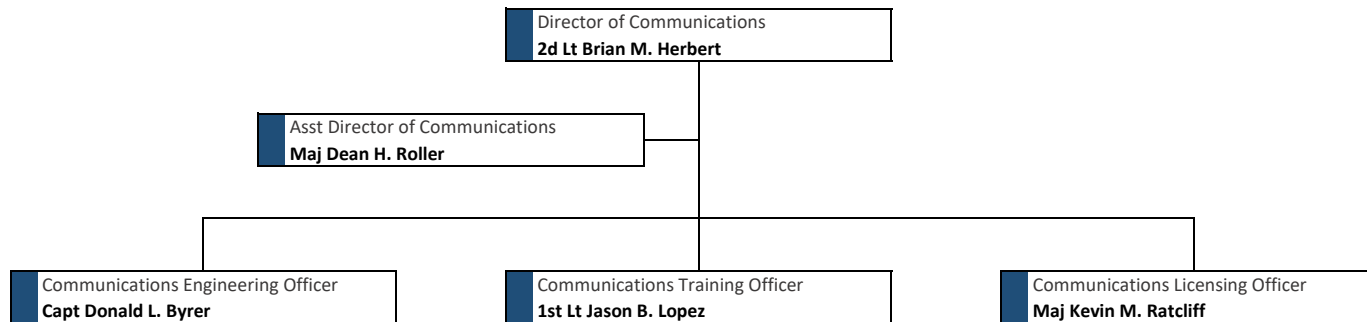 Director of Communications
2d Lt Brian M. Herbert
Asst Director of Communications
Maj Dean H. Roller
Communications Engineering Officer
Capt Donald L. Byrer
Communications Training Officer
1st Lt Jason B. Lopez
Communications Licensing Officer
Maj Kevin M. Ratcliff